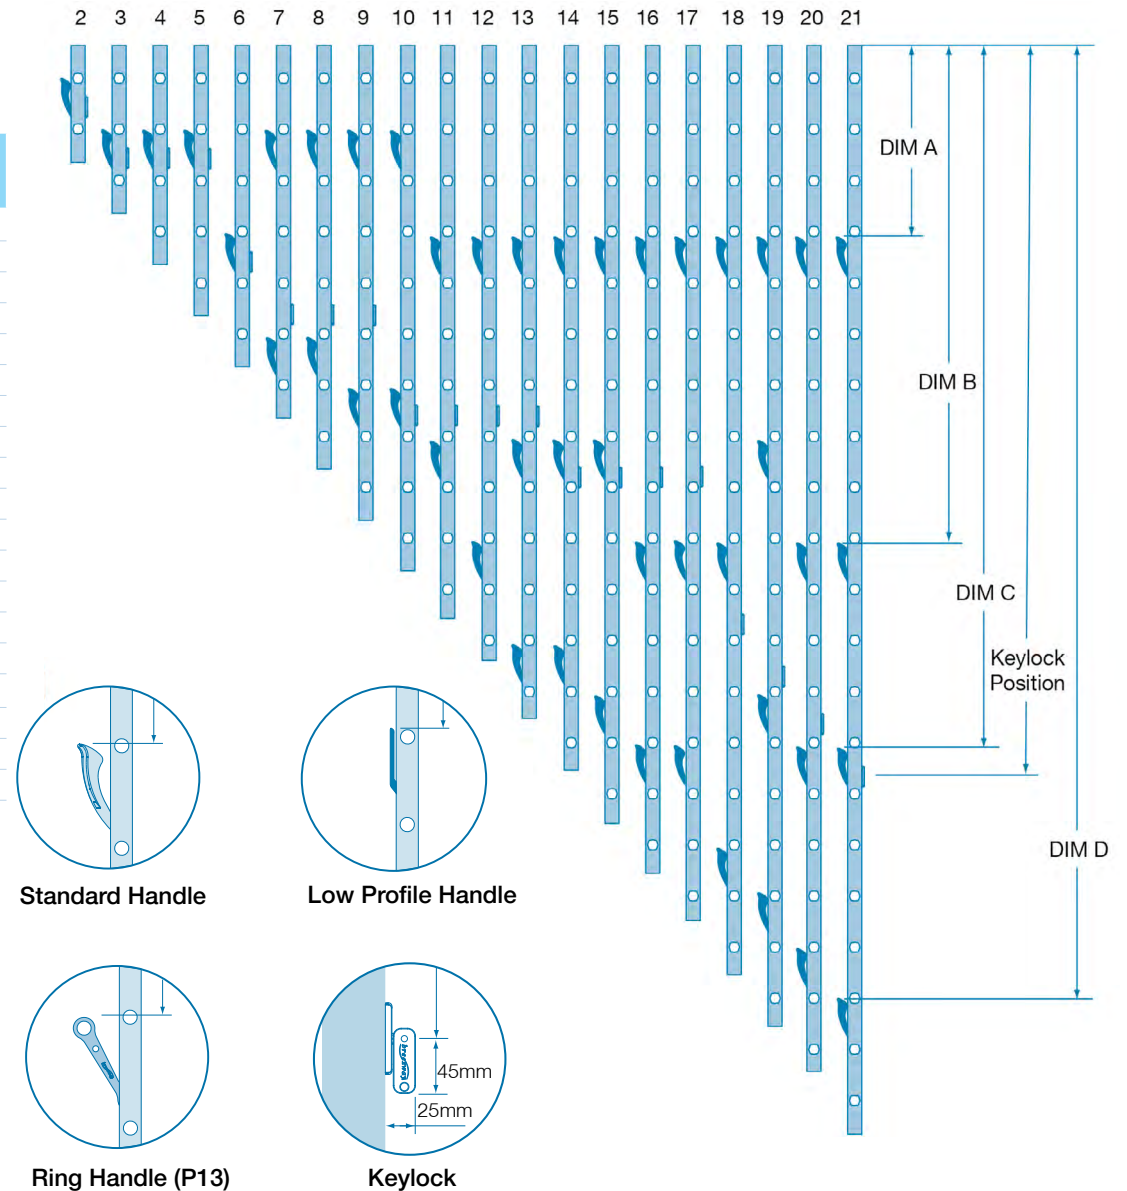 2 3 4 5 6 7 8 9 10 11 12 13 14 15 16 17 18 19 20 21
DIM A
DIM B
DIM C
Keylock
Position
DIM D
Standard Handle
Low Profile Handle
45mm
25mm
Ring Handle (P13)
Keylock